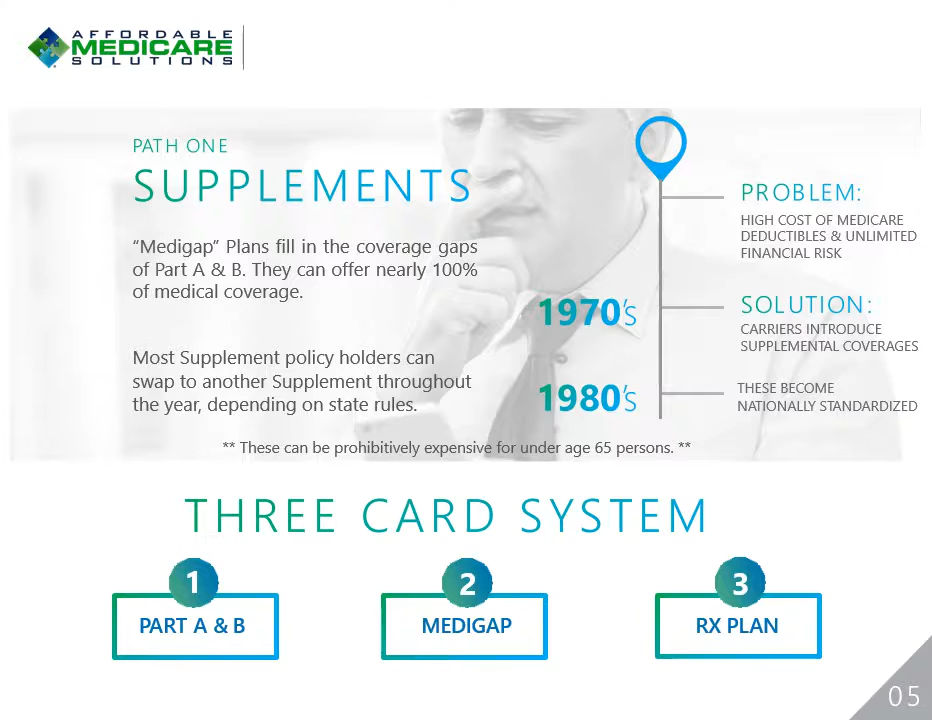 AFFORDABLE
MEDICARE
SOLUTIONS
PATH ONE
SUPPLEMENTS
“Medigap” Plans fill in the coverage gaps
of Part A & B. They can offer nearly 100%
of medical coverage.
Most Supplement policy holders can
swap to another Supplement throughout
the year, depending on state rules.
PROBLEM:
HIGH COST OF MEDICARE
DEDUCTIBLES & UNLIMITED
FINANCIAL RISK
1970’S
SOLUTION:
CARRIERS INTRODUCE
SUPPLEMENTAL COVERAGES
1980’S
THESE BECOME
NATIONALLY STANDARDIZED
** These can be prohibitively expensive for under age 65 persons. **
THREE CARD SYSTEM
1
PART A & B
2
MEDIGAP
3
RX PLAN
05